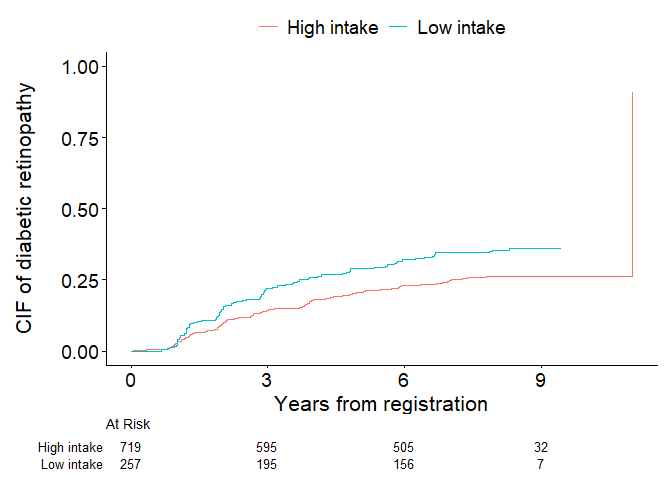 High intake Low intake
CIF of diabetic retinopathy
1.00
0.75
0.50
0.25
0.00
0 3 6 9
Years from registration
At Risk
High intake 719 595 505 32
Low intake 257 195 156 7